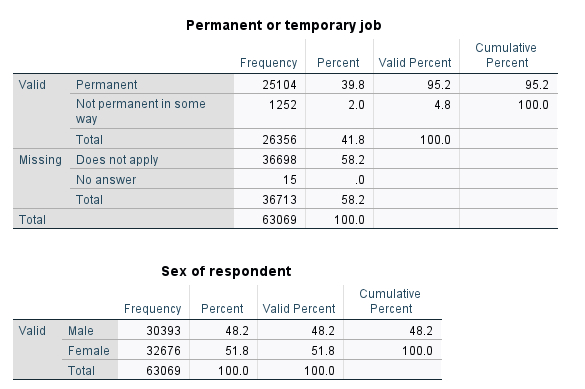 Permanent or temporary job
Frequency Percent Valid Percent Cumulative Percent
Valid Permanent 25104 39.8 95.2 95.2
Not permanent in some way 1252 2.0 4.8 100.0
Total 26356 41.8 100.0
Missing Does not apply 36698 58.2
No answer 15 .0
Total 36713 58.2
Total 63069 100.0
Sex of respondent
Frequency Percent Valid Percent Cumulative Percent
Valid Male 30393 48.2 48.2 48.2
Female 32676 51.8 51.8 100.0
Total 63069 100.0 100.0